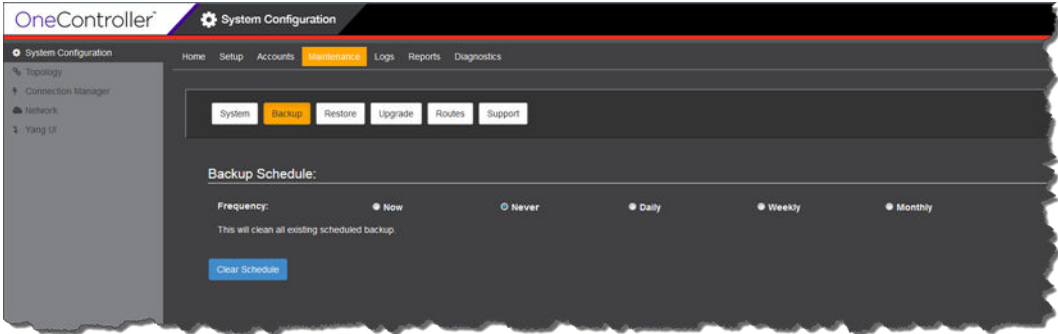 OneController™ System Configuration
System Configuration
Topology
Connection Manager
Network
Yang UI
Home Setup Accounts Maintenance Logs Reports Diagnostics
System Backup Restore Upgrade Routes Support
Backup Schedule:
Frequency: Now Never Daily Weekly Monthly
This will clean all existing scheduled backup.
Clear Schedule